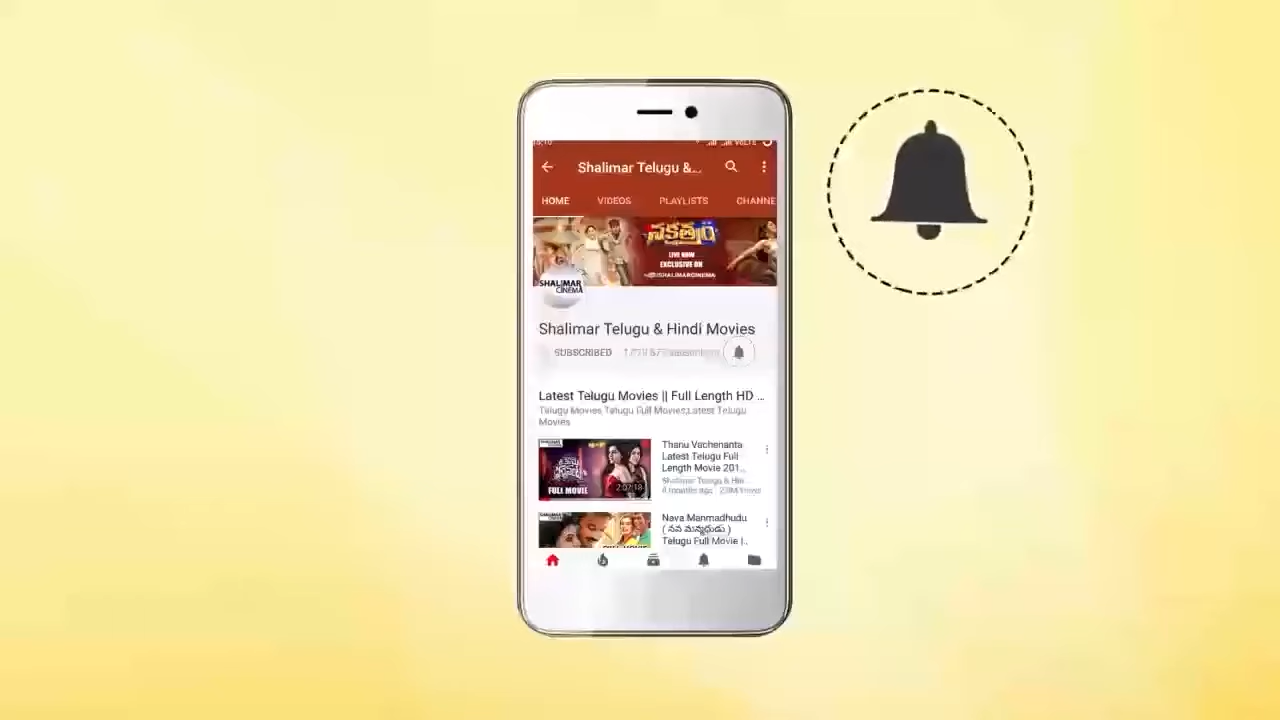 Shalimar Telugu &...
HOME VIDEOS PLAYLISTS CHANNE
నక్షత్రం
LIVE NOW
EXCLUSIVE ON
SHALIMARCINEMA
SHALIMAR
CINEMA
Shalimar Telugu & Hindi Movies
SUBSCRIBED
Latest Telugu Movies || Full Length HD ...
Telugu Movies,Telugu Full Movies,Latest Telugu
Movies
Thanu Vachenanta
Latest Telugu Full
Length Movie 201...
Shalimar Telugu & Hin...
FULL MOVIE
2:07:18
Nava Manmadhudu
( నవ మన్మధుడు )
Telugu Full Movie |..